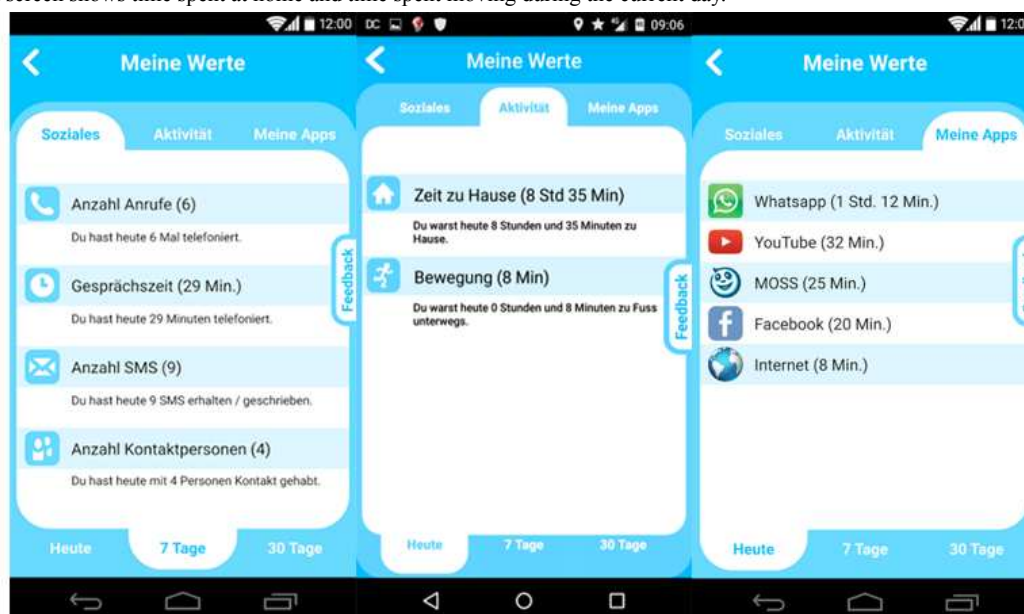 screen shows time spent at home and time spent moving during the current day.
12:00
Meine Werte
Soziales Aktivität Meine Apps
Anzahl Anrufe (6)
Du hast heute 6 Mal telefoniert.
Gesprächszeit (29 Min.)
Du hast heute 29 Minuten telefoniert.
Anzahl SMS (9)
Du hast heute 9 SMS erhalten / geschrieben.
Anzahl Kontaktpersonen (4)
Du hast heute mit 4 Personen Kontakt gehabt.
Feedback
Heute 7 Tage 30 Tage
DC 09:06
Meine Werte
Soziales Aktivität Meine Apps
Zeit zu Hause (8 Std 35 Min)
Du warst heute 8 Stunden und 35 Minuten zu
Hause.
Bewegung (8 Min)
Du warst heute 0 Stunden und 8 Minuten zu Fuss
unterwegs.
Feedback
Heute 7 Tage 30 Tage
12:0
Meine Werte
Soziales Aktivität Meine Apps
Whatsapp (1 Std. 12 Min.)
YouTube (32 Min.)
MOSS (25 Min.)
Facebook (20 Min.)
Internet (8 Min.)
Heute 7 Tage 30 Tage